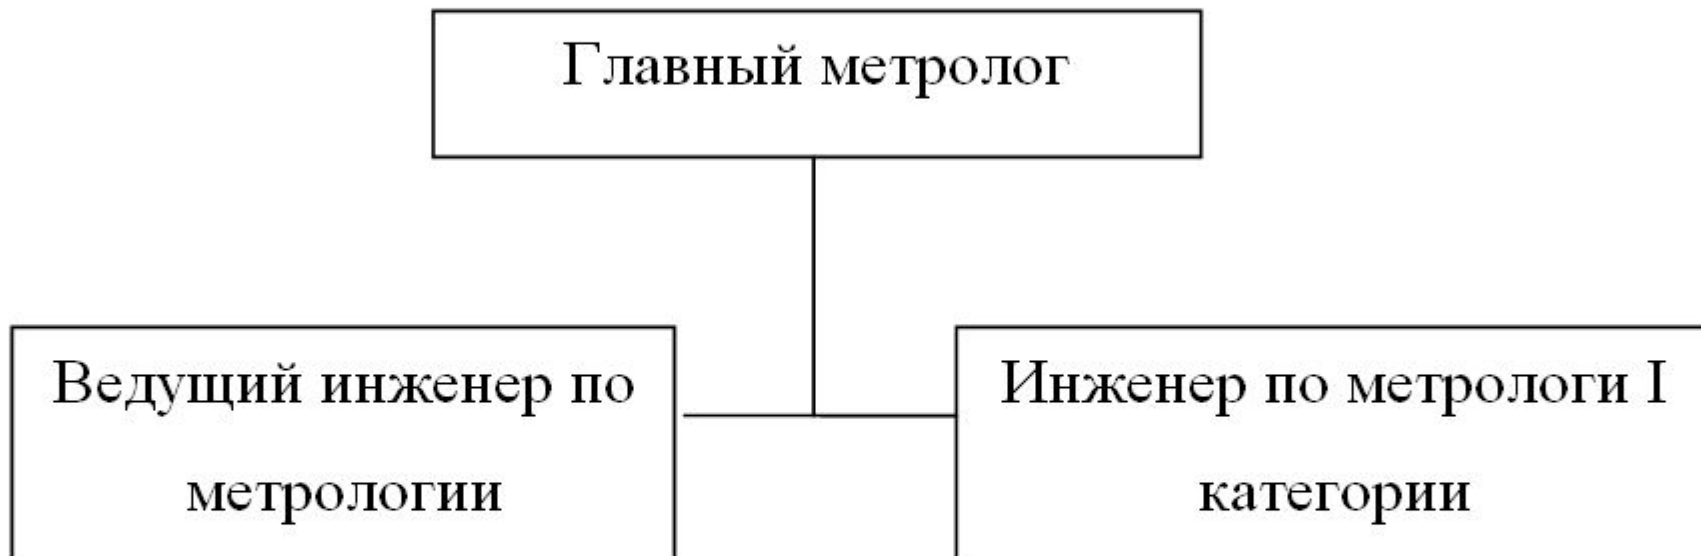 Главный метролог
Ведущий инженер по
метрологии
Инженер по метрологи I
категории